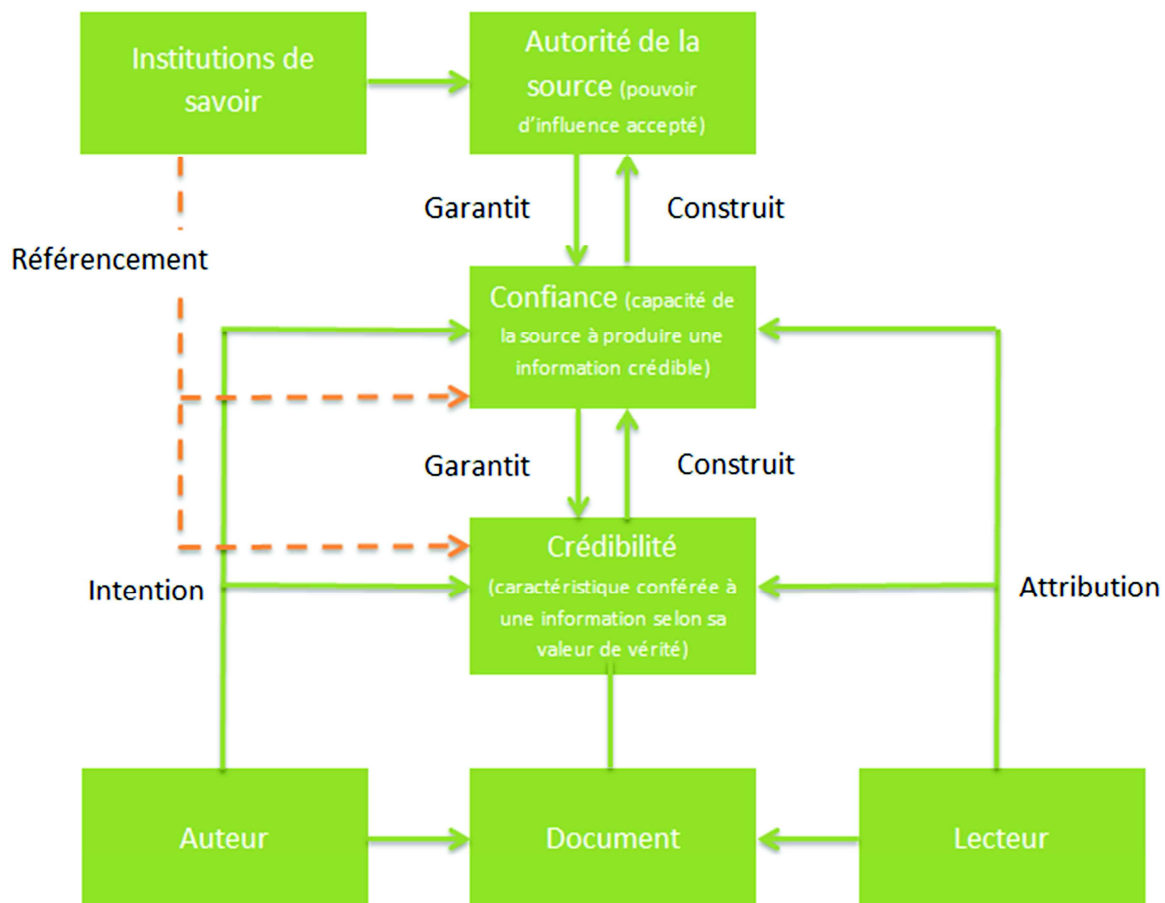 Institutions de
savoir
Autorité de la
source (pouvoir
d'influence accepté)
Garantit
Construit
Référencement
Confiance (capacité de
la source à produire une
information crédible)
Garantit
Construit
Crédibilité
(caractéristique conférée à
une information selon sa
valeur de vérité)
Intention
Attribution
Auteur
Document
Lecteur